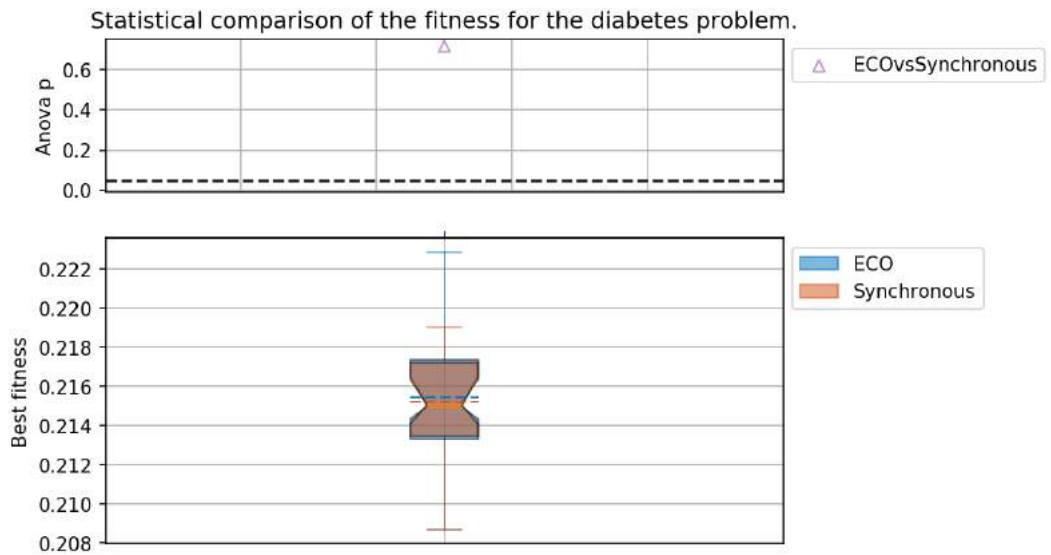 Statistical comparison of the fitness for the diabetes problem.
Anova p
0.6
0.4
0.2
0.0
ECOvsSynchronous
Best fitness
0.222
0.220
0.218
0.216
0.214
0.212
0.210
0.208
ECO
Synchronous